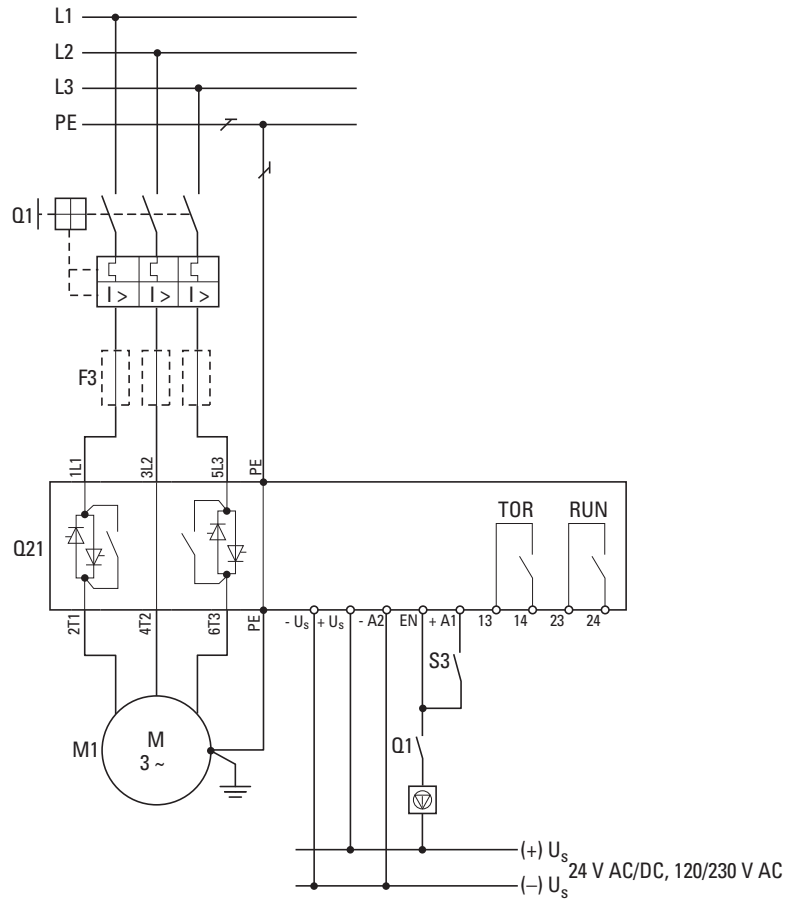 L1
L2
L3
PE
Q1
I > I > I >
F3
1L1 3L2 5L3 PE
TOR RUN
Q21
2T1 4T2 6T3 PE
- Us + Us - A2 EN + A1 13 14 23 24
S3
M1
M
3 ~
Q1
(+) Us
24 V AC/DC, 120/230 V AC
(–) Us